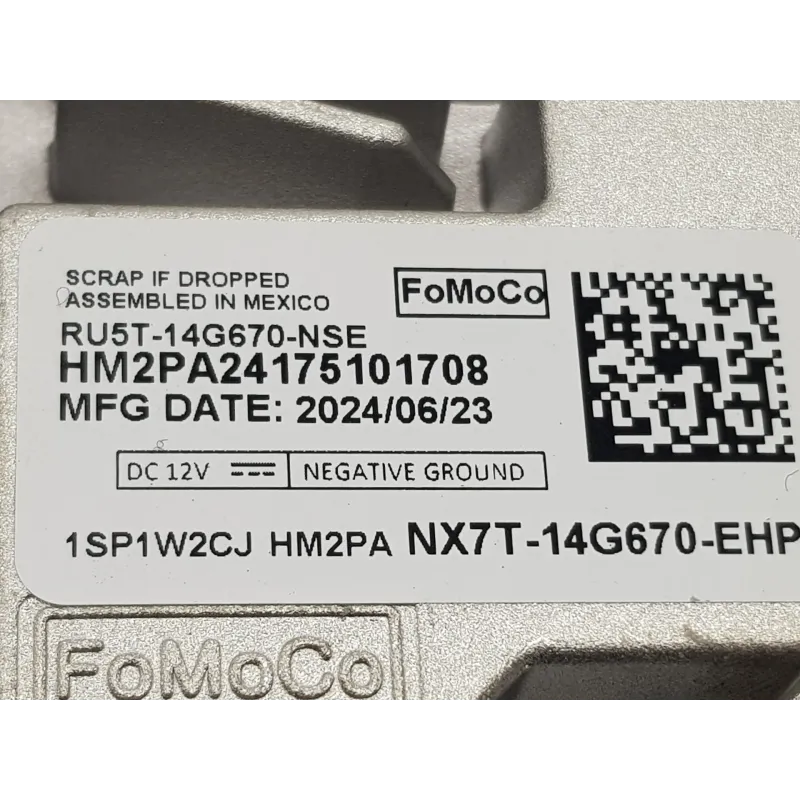 SCRAP IF DROPPED
ASSEMBLED IN MEXICO
FoMoCo
RU5T-14G670-NSE
HM2PA24175101708
MFG DATE: 2024/06/23
DC 12V
NEGATIVE GROUND
1SP1W2CJ HM2PA NX7T-14G670-EHP
FoMoCo